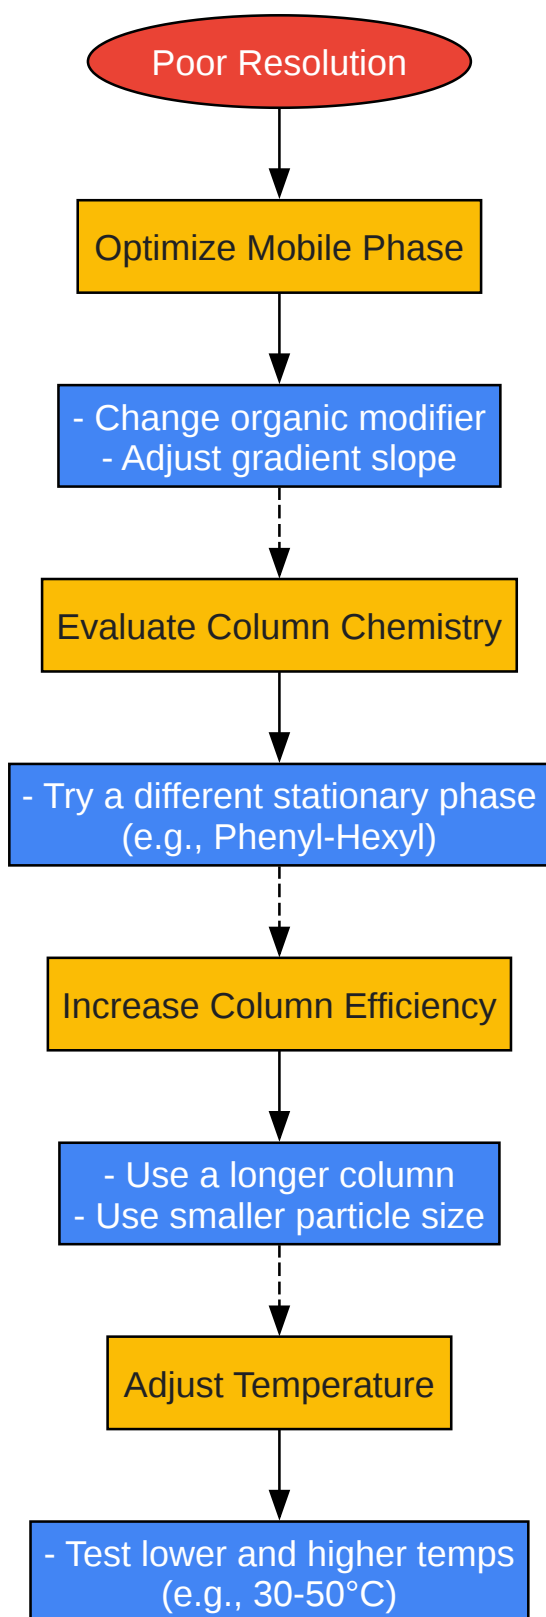 Poor Resolution
Optimize Mobile Phase
- Change organic modifier
- Adjust gradient slope
Evaluate Column Chemistry
- Try a different stationary phase
(e.g., Phenyl-Hexyl)
Increase Column Efficiency
- Use a longer column
- Use smaller particle size
Adjust Temperature
- Test lower and higher temps
(e.g., 30-50°C)